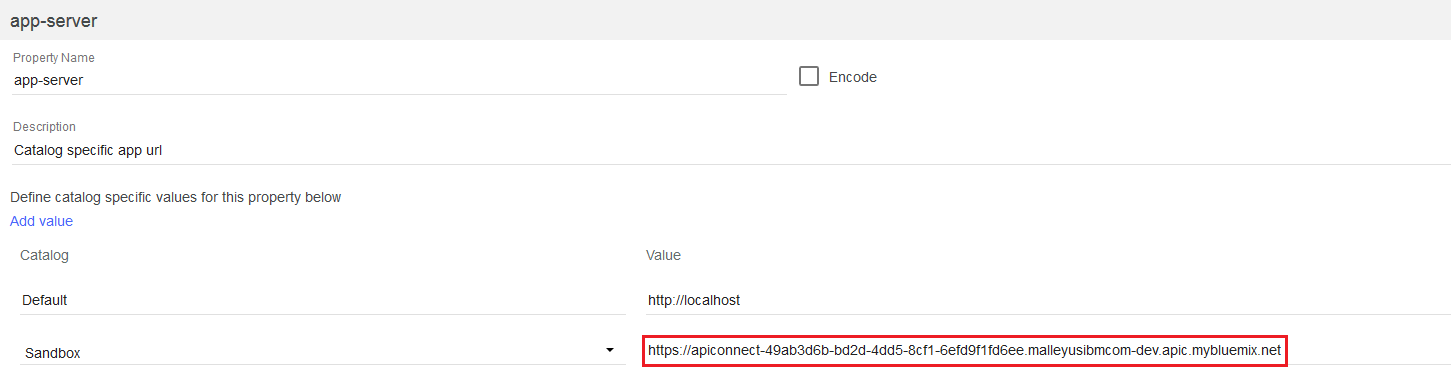 app-server
Property Name
app-server
Encode
Description
Catalog specific app url
Define catalog specific values for this property below
Add value
Catalog Value
Default http://localhost
Sandbox https://apiconnect-49ab3d6b-bd2d-4dd5-8cf1-6efd9f1fd6ee.malleyusibmcom-dev.apic.mybluemix.net